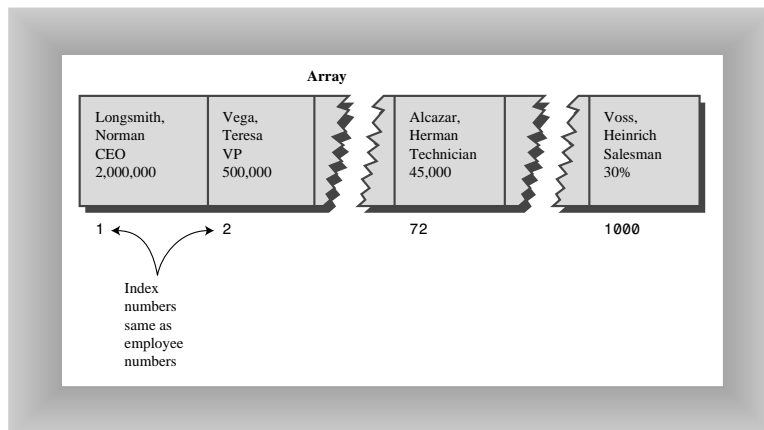 Array
Longsmith,
Norman
CEO
2,000,000
Vega,
Teresa
VP
500,000
Alcazar,
Herman
Technician
45,000
Voss,
Heinrich
Salesman
30%
1
2
72
1000
Index
numbers
same as
employee
numbers